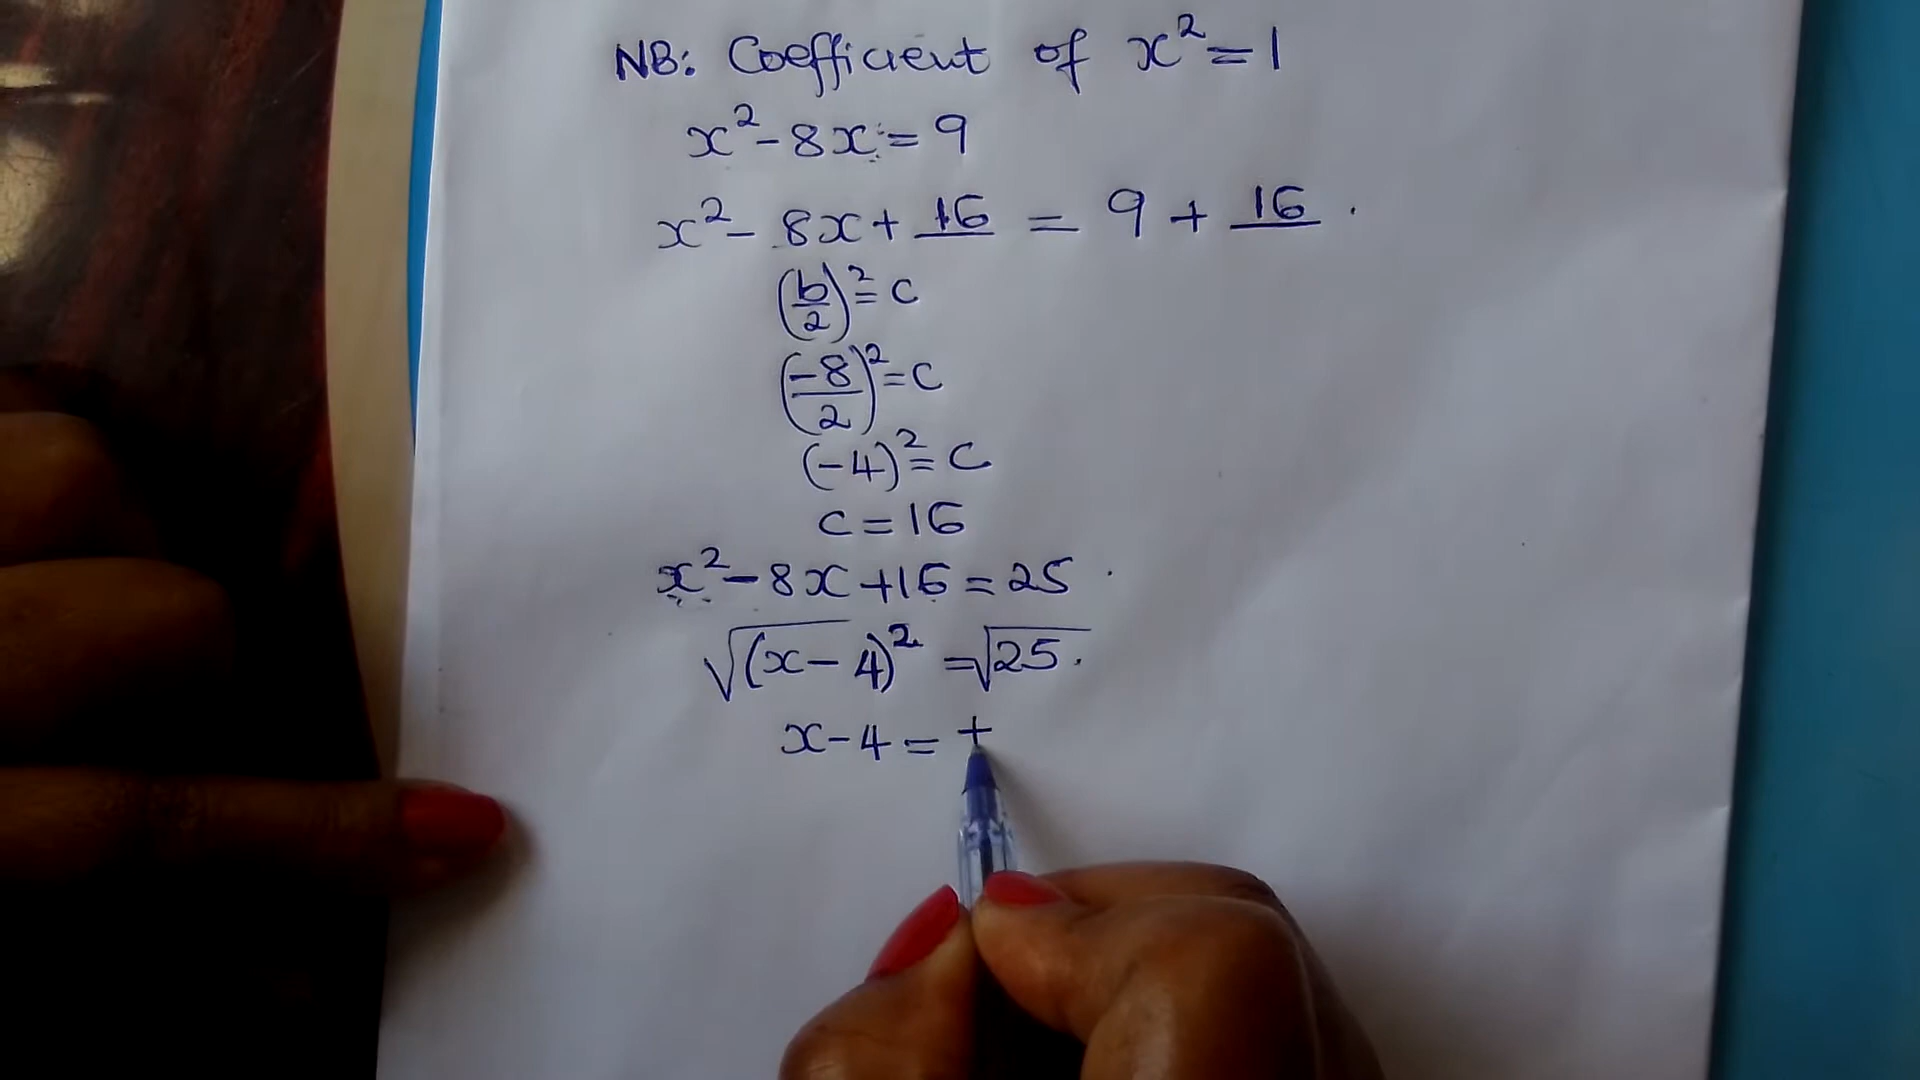 NB: Coefficient of x² = 1
x² - 8x = 9
x² - 8x + 16 = 9 + 16 .
(b/2)² = c
(-8/2)² = c
(-4)² = c
c = 16
x² - 8x + 16 = 25 .
√(x - 4)² = √25 .
x - 4 = +